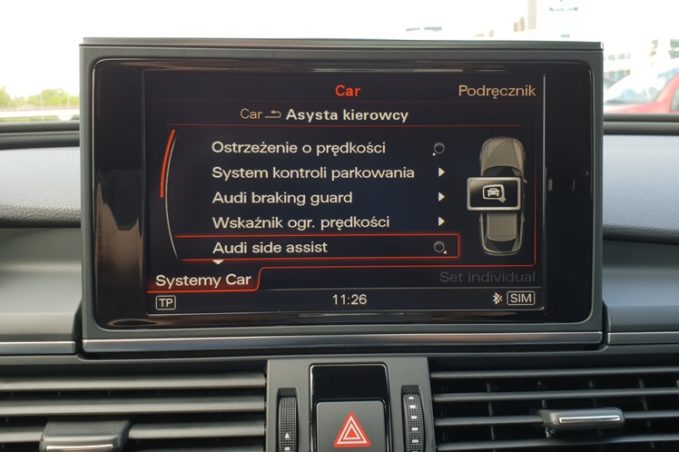 Car Podręcznik
Car Asysta kierowcy
Ostrzeżenie o prędkości
System kontroli parkowania
Audi braking guard
Wskaźnik ogr. prędkości
Audi side assist
Systemy Car Set individual
TP 11:26 SIM